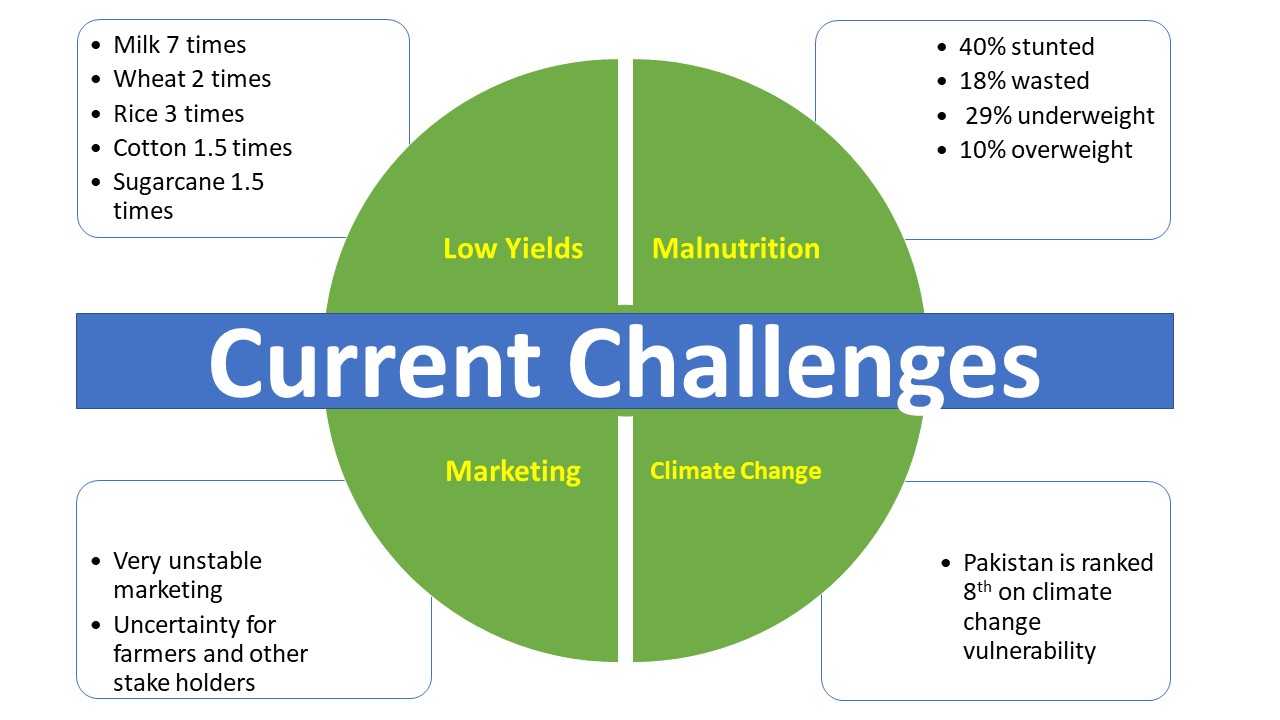 • Milk 7 times
• Wheat 2 times
• Rice 3 times
• Cotton 1.5 times
• Sugarcane 1.5
times
• 40% stunted
• 18% wasted
• 29% underweight
• 10% overweight
Low Yields
Malnutrition
Current Challenges
Marketing
Climate Change
• Very unstable
marketing
• Uncertainty for
farmers and other
stake holders
• Pakistan is ranked
8th on climate
change
vulnerability